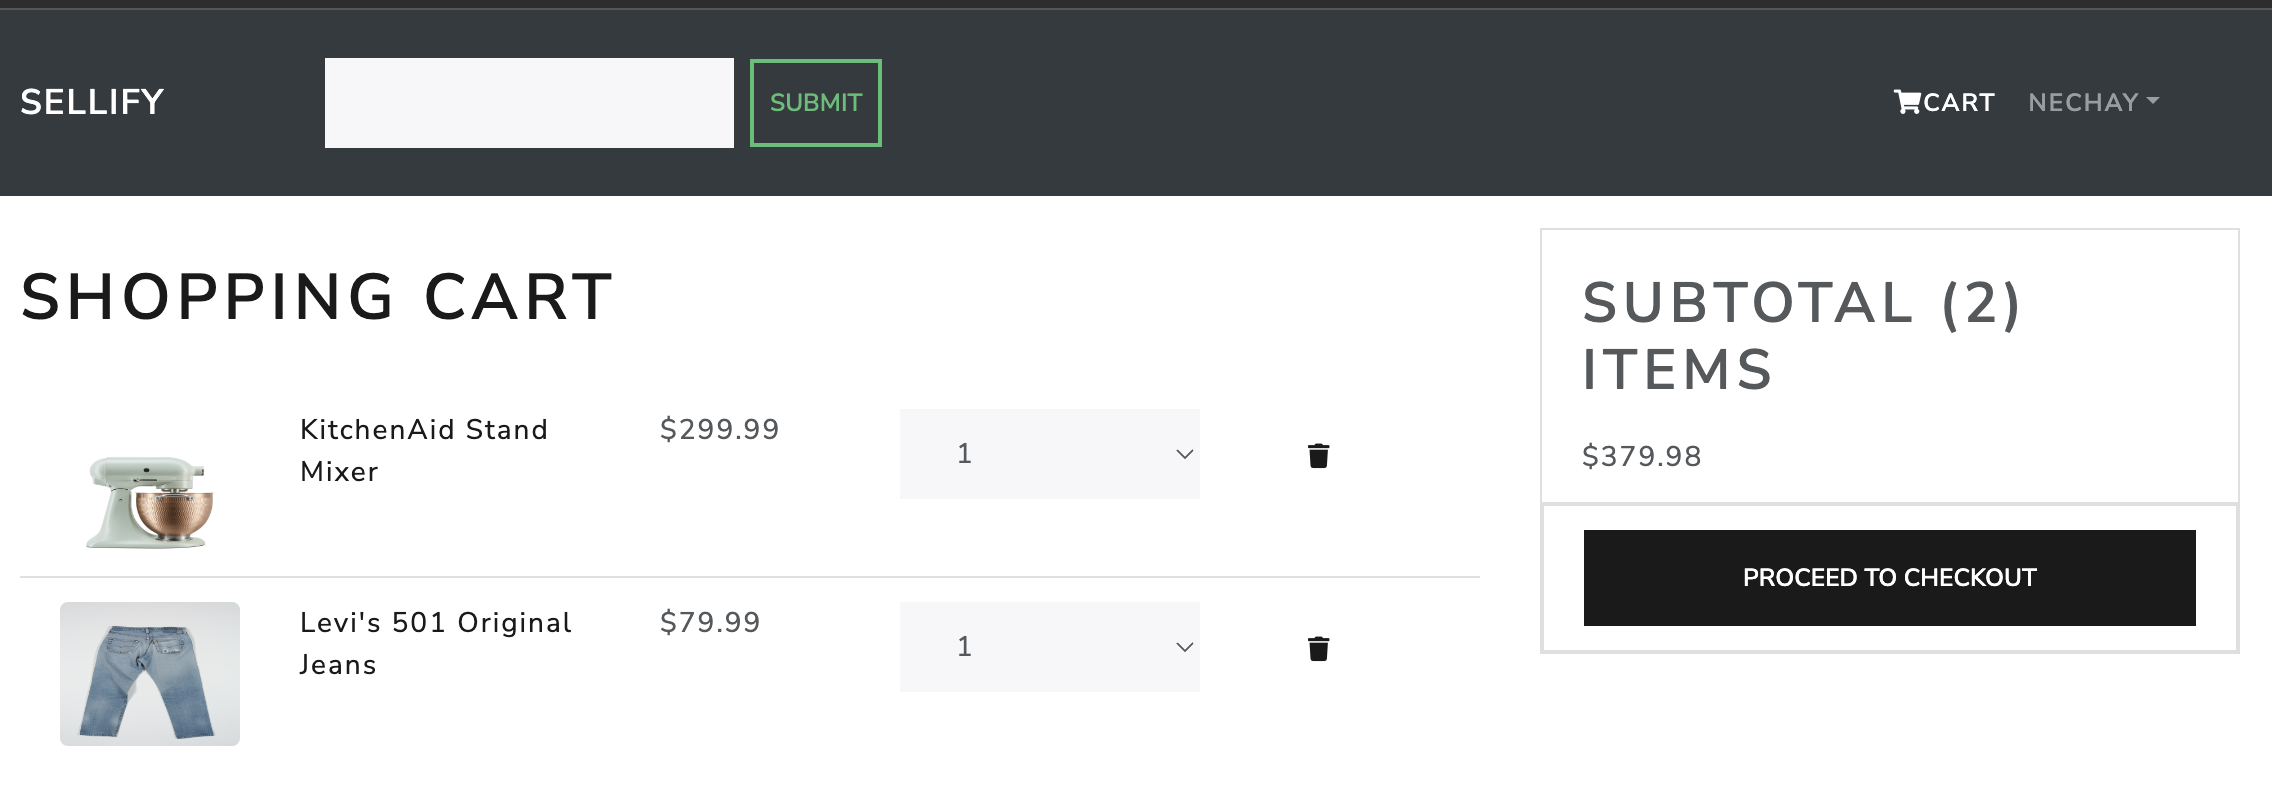 SELLIFY
SUBMIT
CART
NECHAY
SHOPPING CART
KitchenAid Stand
Mixer
$299.99
1
Levi's 501 Original
Jeans
$79.99
1
SUBTOTAL (2)
ITEMS
$379.98
PROCEED TO CHECKOUT